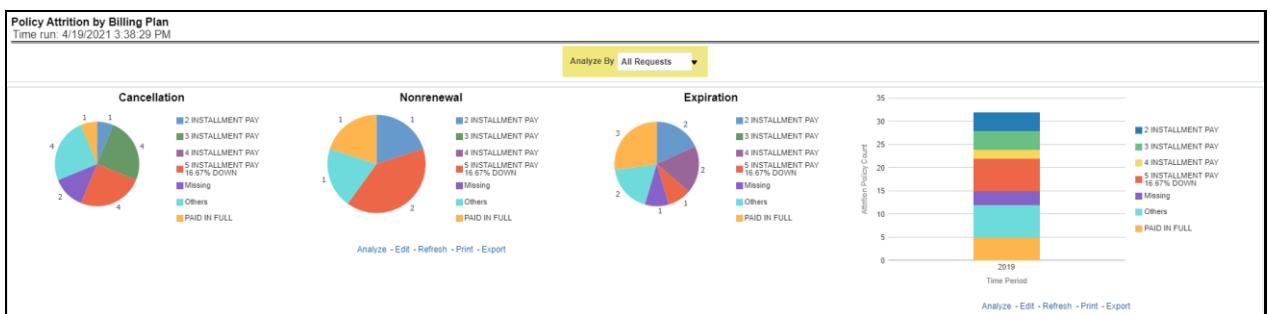 Policy Attrition by Billing Plan
Time run: 4/19/2021 3:38:29 PM
Analyze By All Requests
Cancellation
1
1
4
4
2
4
2 INSTALLMENT PAY
3 INSTALLMENT PAY
4 INSTALLMENT PAY
5 INSTALLMENT PAY
16.67% DOWN
Missing
Others
PAID IN FULL
Nonrenewal
1
1
1
2
2 INSTALLMENT PAY
3 INSTALLMENT PAY
4 INSTALLMENT PAY
5 INSTALLMENT PAY
16.67% DOWN
Missing
Others
PAID IN FULL
Analyze - Edit - Refresh - Print - Export
Expiration
3
2
2
2
1
1
2 INSTALLMENT PAY
3 INSTALLMENT PAY
4 INSTALLMENT PAY
5 INSTALLMENT PAY
16.67% DOWN
Missing
Others
PAID IN FULL
Attrition Policy Count
35
30
25
20
15
10
5
0
2019
Time Period
2 INSTALLMENT PAY
3 INSTALLMENT PAY
4 INSTALLMENT PAY
5 INSTALLMENT PAY
16.67% DOWN
Missing
Others
PAID IN FULL
Analyze - Edit - Refresh - Print - Export